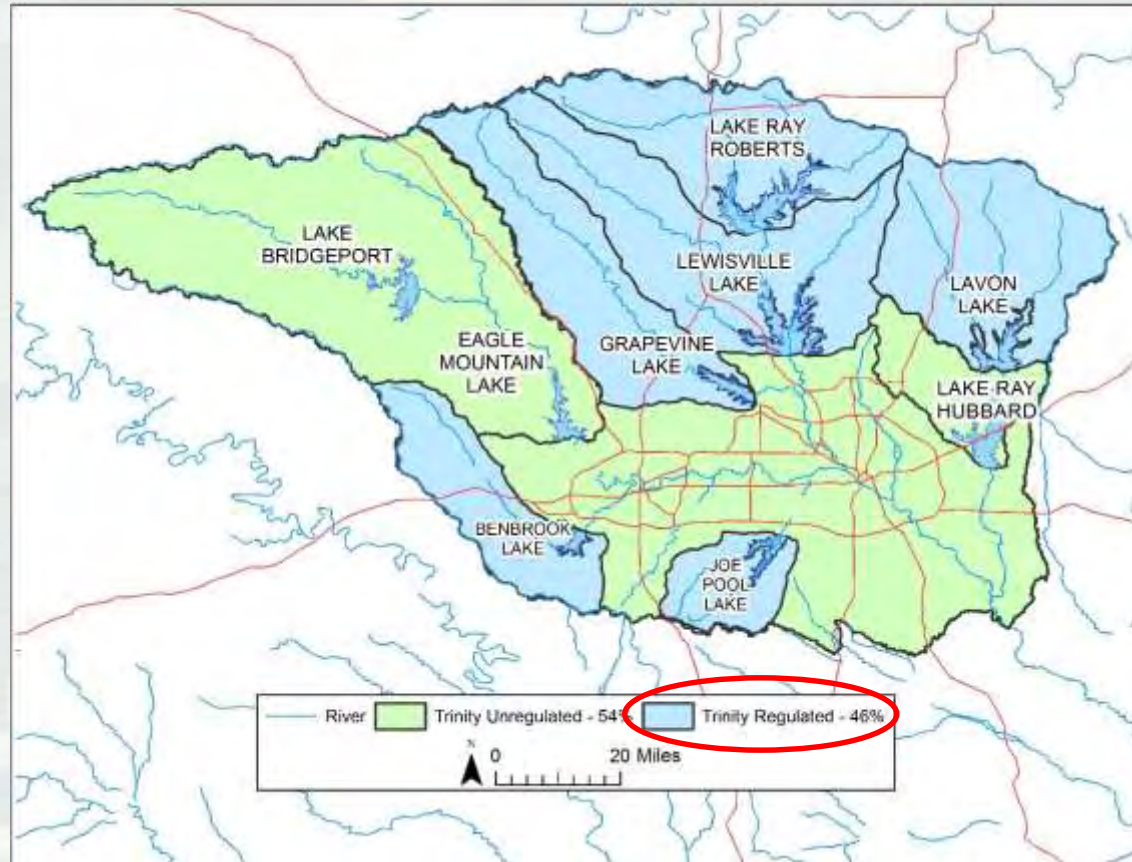 LAKE RAY
ROBERTS
LAKE
BRIDGEPORT
LEWISVILLE
LAKE
LAVON
LAKE
EAGLE
MOUNTAIN
LAKE
GRAPEVINE
LAKE
LAKE RAY
HUBBARD
BENBROOK
LAKE
JOE
POOL
LAKE
River Trinity Unregulated - 54% Trinity Regulated - 46%
N
0 20 Miles